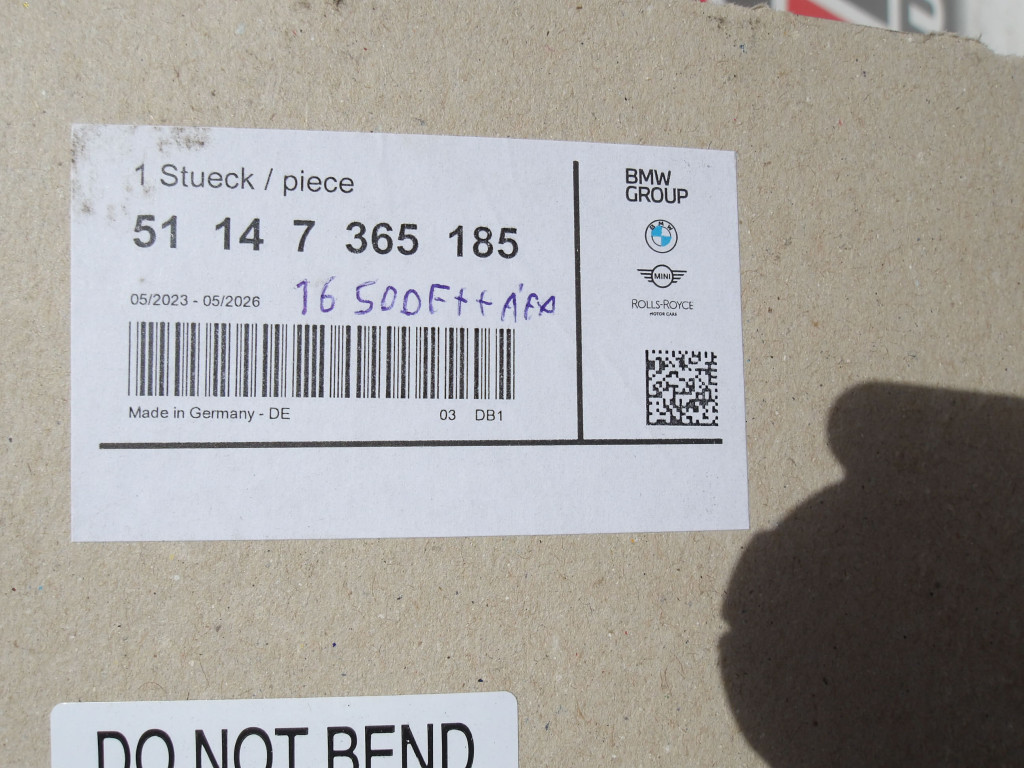 1 Stueck / piece
51 14 7 365 185
05/2023 - 05/2026
16 500Ft+ÁFA
Made in Germany - DE
03 DB1
BMW
GROUP
BMW
MINI
ROLLS-ROYCE
MOTOR CARS
DO NOT BEND